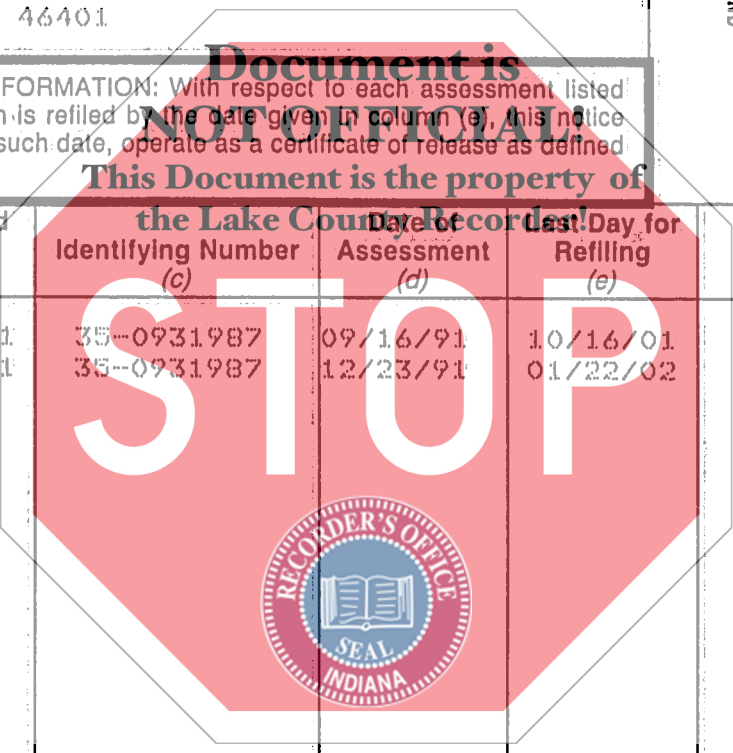 46401
Document is
FORMATION: With respect to each assessment listed
NOT OFFICIAL!
n is refiled by the date given in column (e), this notice
such date, operate as a certificate of release as defined
This Document is the property of
the Lake County Recorder!
d
Identifying Number
(c)
Date of
Assessment
(d)
Last Day for
Refiling
(e)
1 35-0931987 09/16/91 10/16/01
1 35-0931987 12/23/91 01/22/02
STOP
RECORDER'S OFFICE
SEAL
INDIANA